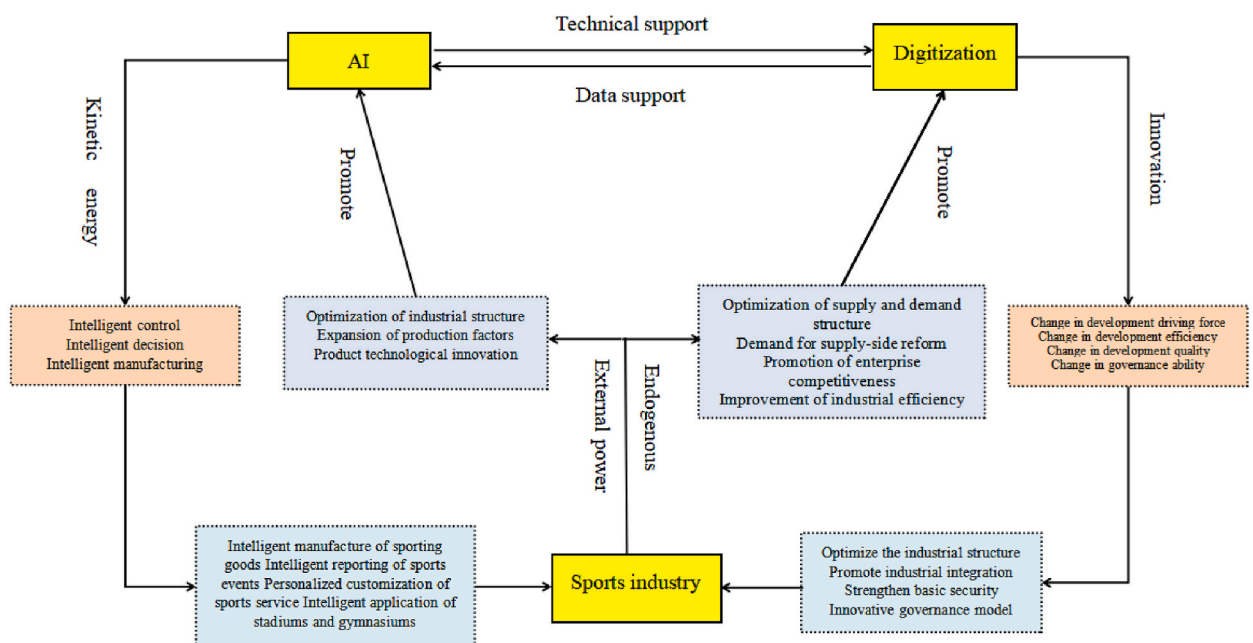 Technical support
AI
Digitization
Data support
Kinetic energy
Promote
Promote
Innovation
Intelligent control
Intelligent decision
Intelligent manufacturing
Optimization of industrial structure
Expansion of production factors
Product technological innovation
Optimization of supply and demand
structure
Demand for supply-side reform
Promotion of enterprise
competitiveness
Improvement of industrial efficiency
Change in development driving force
Change in development efficiency
Change in development quality
Change in governance ability
External power
Endogenous
Intelligent manufacture of sporting
goods Intelligent reporting of sports
events Personalized customization of
sports service Intelligent application of
stadiums and gymnasiums
Sports industry
Optimize the industrial structure
Promote industrial integration
Strengthen basic security
Innovative governance model